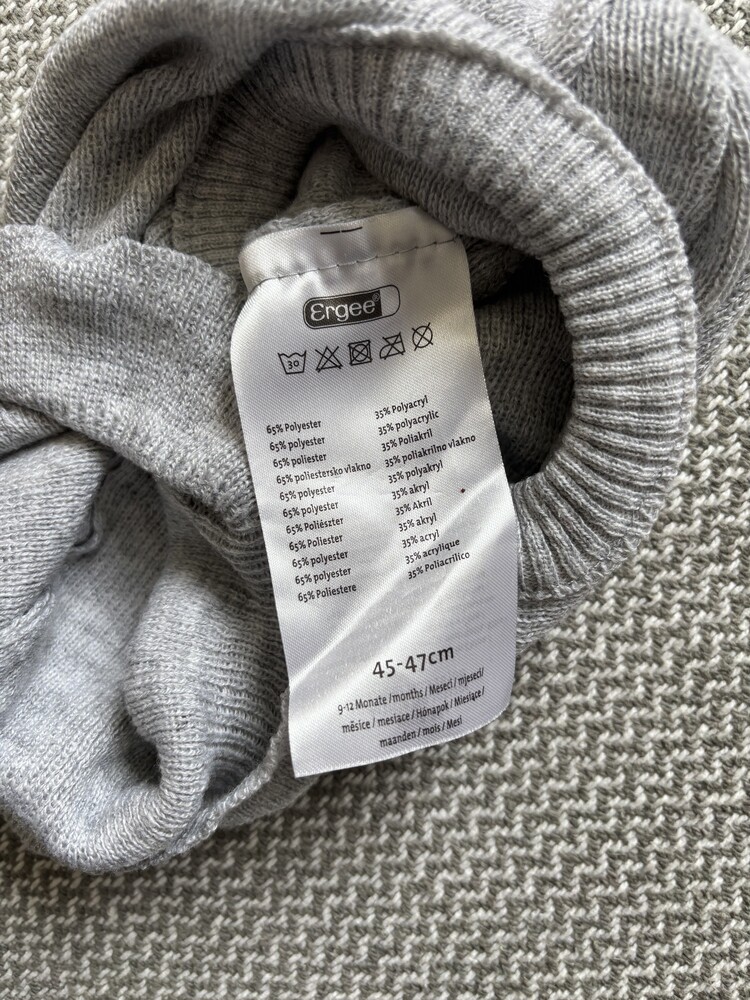 Ergee®
30
65% Polyester 35% Polyacryl
65% polyester 35% polyacrylic
65% poliester 35% Poliakril
65% poliestersko vlakno 35% poliakrilno vlakno
65% polyester 35% polyakryl
65% polyester 35% akryl
65% Poliészter 35% Akril
65% Poliester 35% akryl
65% polyester 35% acryl
65% polyester 35% acrylique
65% Poliestere 35% Poliacrilico
45-47cm
9-12 Monate / months / Meseci / mjeseci/
měsíce / mesiace / Hónapok / Miesiące /
maanden / mois / Mesi